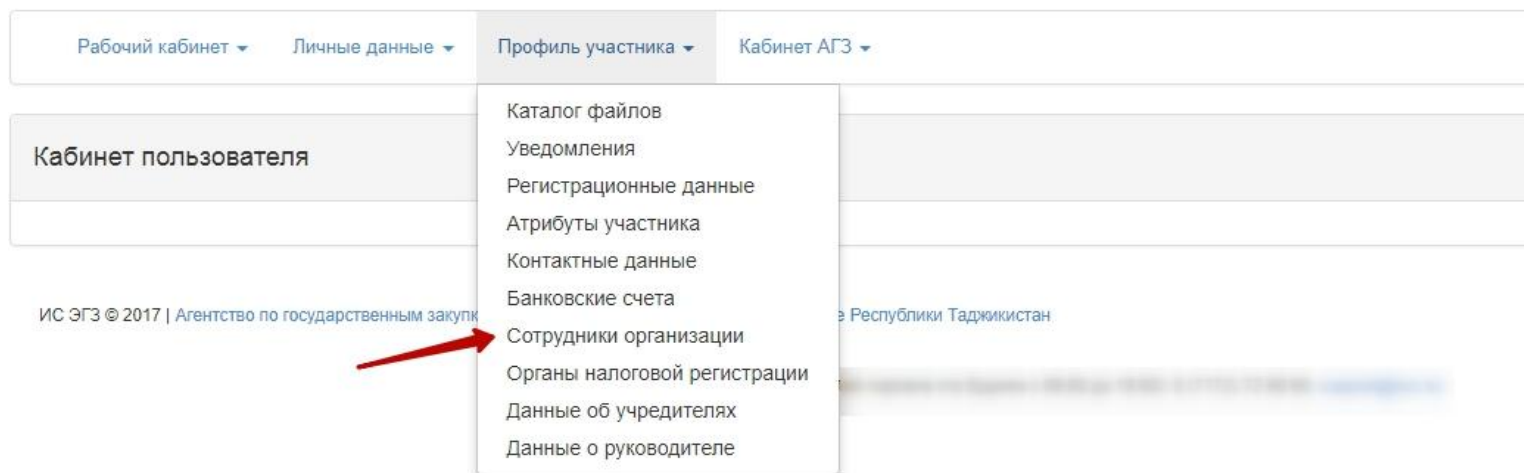 Рабочий кабинет Личные данные Профиль участника Кабинет АГЗ
Каталог файлов
Уведомления
Кабинет пользователя
Регистрационные данные
Атрибуты участника
Контактные данные
Банковские счета
ИС ЭГЗ © 2017 | Агентство по государственным закуп е Республики Таджикистан
Сотрудники организации
Органы налоговой регистрации
Данные об учредителях
Данные о руководителе